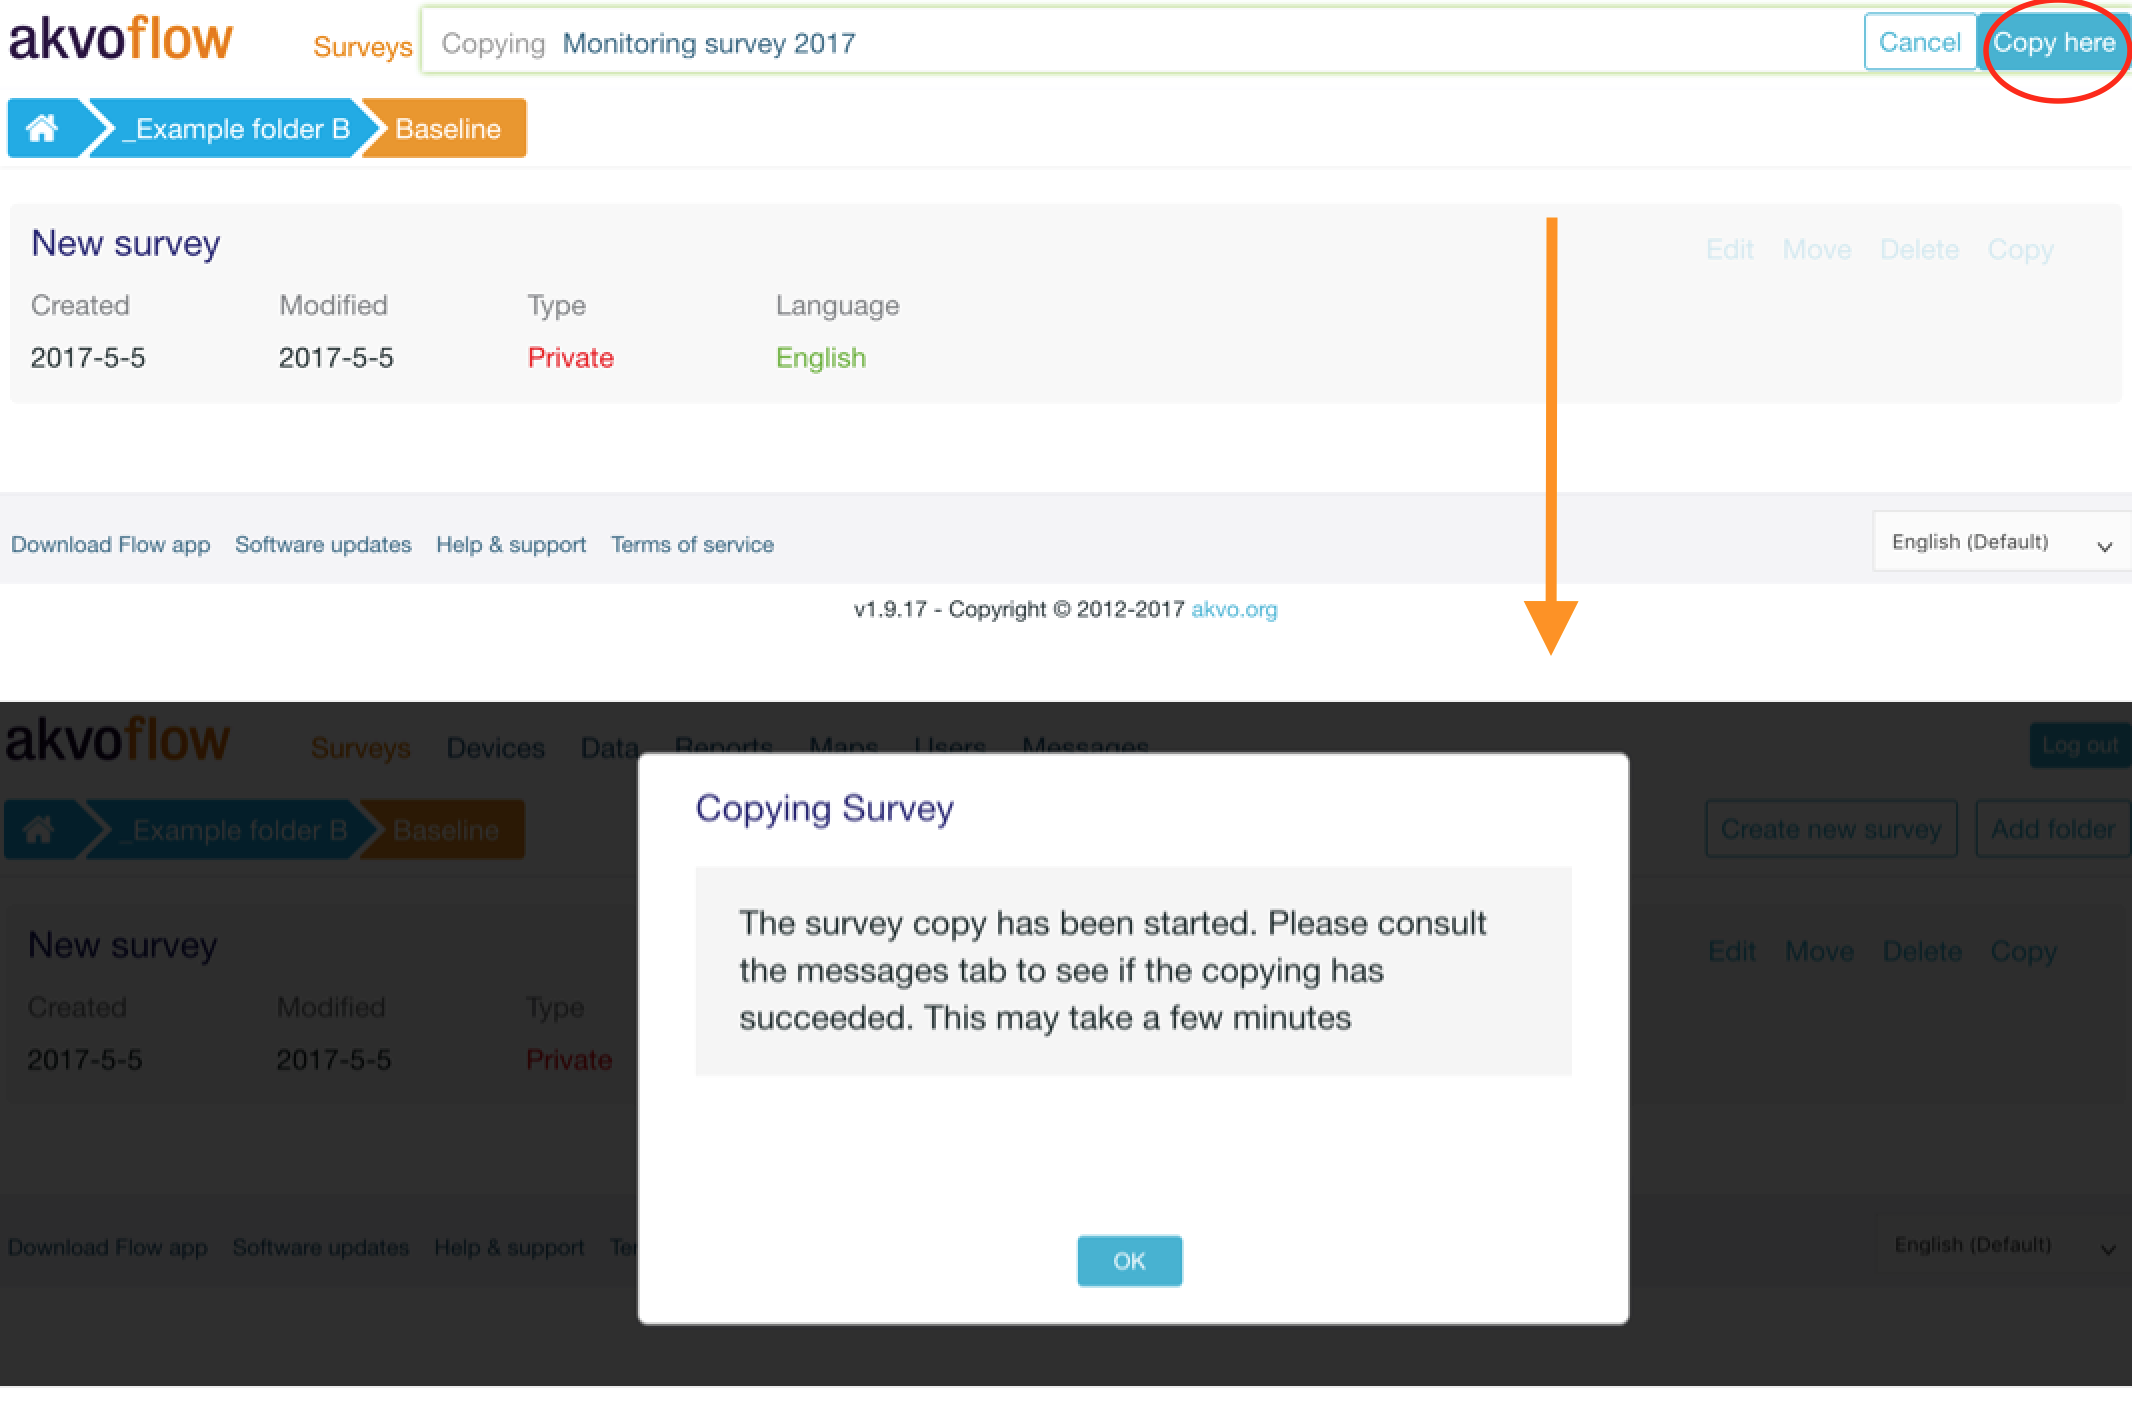 akvoflow Surveys Copying Monitoring survey 2017 Cancel Copy here
_Example folder B Baseline
New survey Edit Move Delete Copy
Created Modified Type Language
2017-5-5 2017-5-5 Private English
Download Flow app Software updates Help & support Terms of service English (Default)
v1.9.17 - Copyright © 2012-2017 akvo.org
akvoflow Surveys Devices Data Reports Maps Users Messages Log out
_Example folder B Baseline Create new survey Add folder
Copying Survey
The survey copy has been started. Please consult
the messages tab to see if the copying has
succeeded. This may take a few minutes
OK
New survey Edit Move Delete Copy
Created Modified Type
2017-5-5 2017-5-5 Private
Download Flow app Software updates Help & support Ter English (Default)